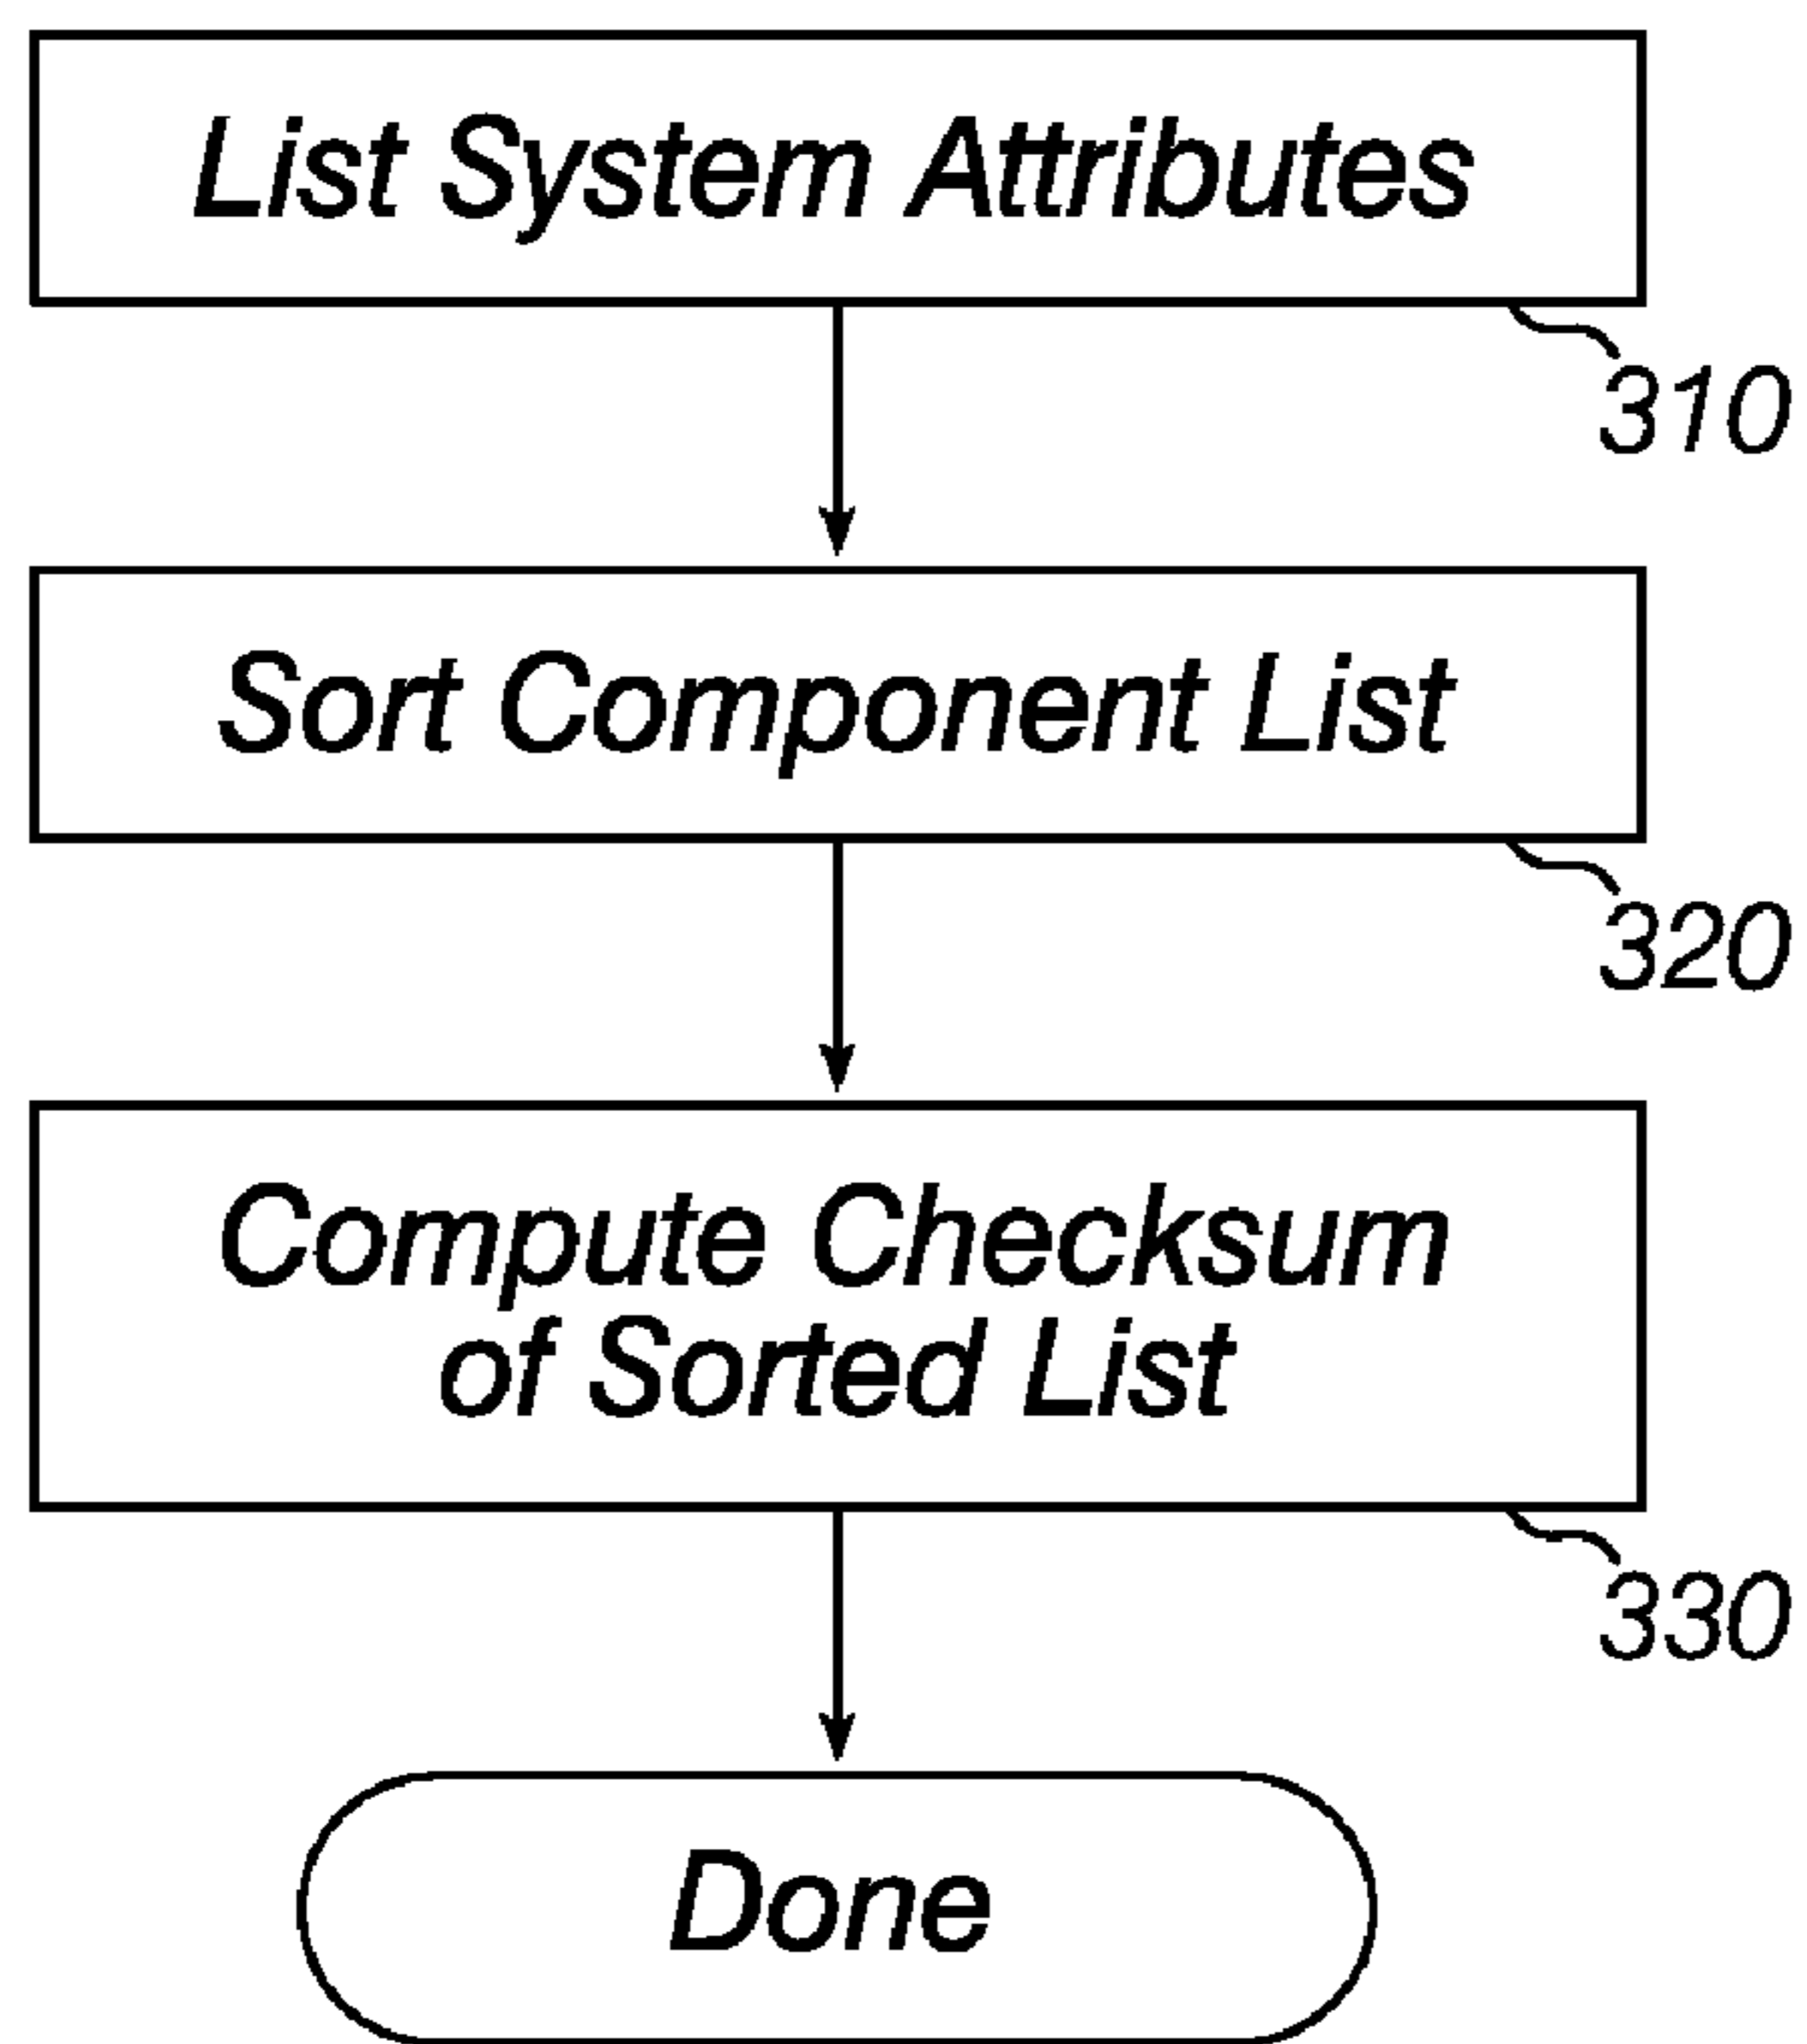 List System Attributes
310
Sort Component List
320
Compute Checksum
of Sorted List
330
Done